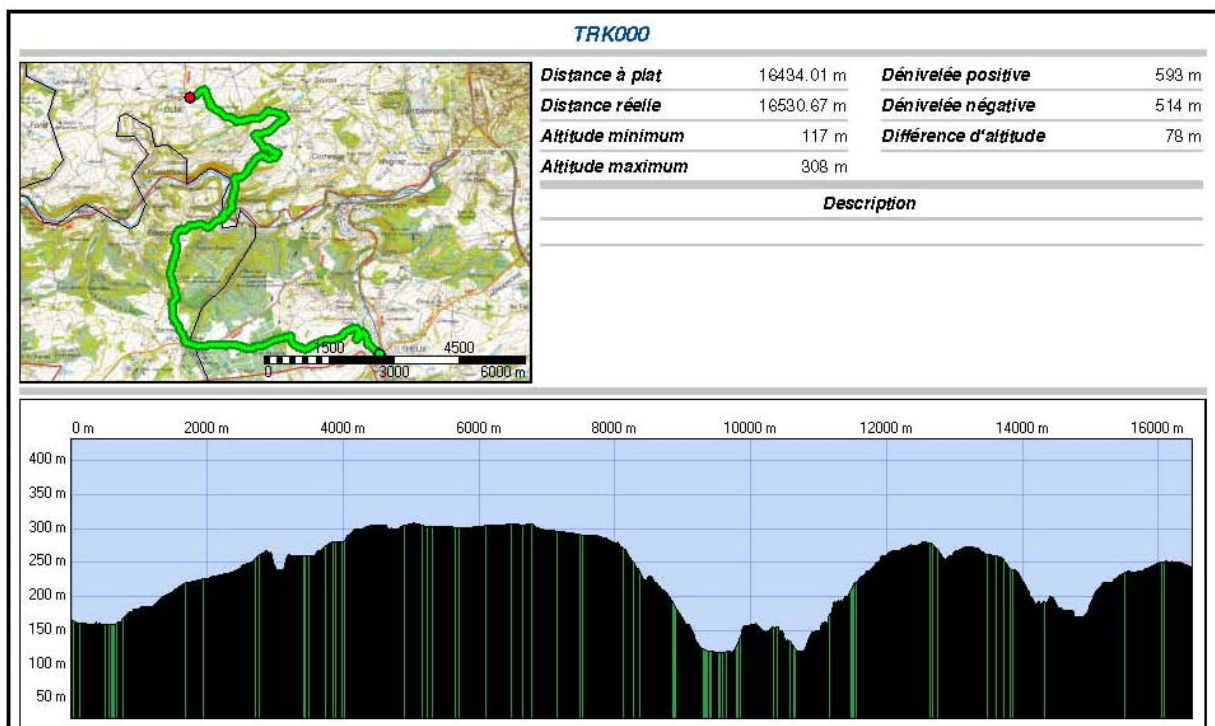 TRK000
Distance à plat 16434.01 m Dénivelée positive 593 m
Distance réelle 16530.67 m Dénivelée négative 514 m
Altitude minimum 117 m Différence d'altitude 78 m
Altitude maximum 308 m
Description
1500 4500
0 3000 6000 m
0 m 2000 m 4000 m 6000 m 8000 m 10000 m 12000 m 14000 m 16000 m
400 m
350 m
300 m
250 m
200 m
150 m
100 m
50 m